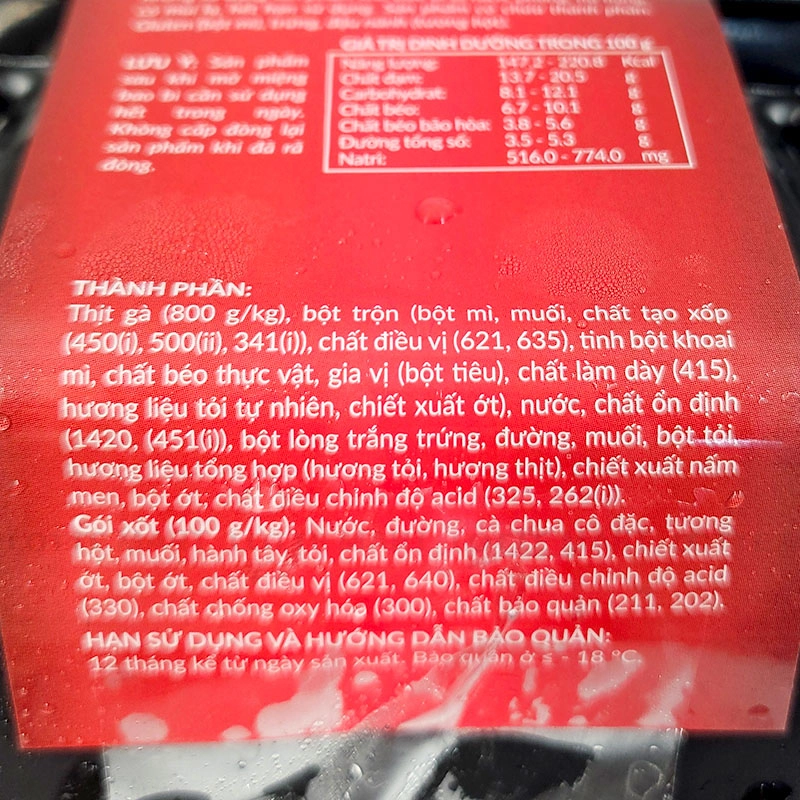 Gluten (bột mì), trứng, đậu nành (tương hột).
LƯU Ý: Sản phẩm
sau khi mở miệng
bao bì cần sử dụng
hết trong ngày.
Không cấp đông lại
sản phẩm khi đã rã
đông.
GIÁ TRỊ DINH DƯỠNG TRONG 100 g
Năng lượng: 147.2 - 220.8 Kcal
Chất đạm: 13.7 - 20.5 g
Carbohydrat: 8.1 - 12.1 g
Chất béo: 6.7 - 10.1 g
Chất béo bão hòa: 3.8 - 5.6 g
Đường tổng số: 3.5 - 5.3 g
Natri: 516.0 - 774.0 mg
THÀNH PHẦN:
Thịt gà (800 g/kg), bột trộn (bột mì, muối, chất tạo xốp
(450(i), 500(ii), 341(i)), chất điều vị (621, 635), tinh bột khoai
mì, chất béo thực vật, gia vị (bột tiêu), chất làm dày (415),
hương liệu tỏi tự nhiên, chiết xuất ớt), nước, chất ổn định
(1420, (451(i)), bột lòng trắng trứng, đường, muối, bột tỏi,
hương liệu tổng hợp (hương tỏi, hương thịt), chiết xuất nấm
men, bột ớt, chất điều chỉnh độ acid (325, 262(i)).
Gói xốt (100 g/kg): Nước, đường, cà chua cô đặc, tương
hột, muối, hành tây, tỏi, chất ổn định (1422, 415), chiết xuất
ớt, bột ớt, chất điều vị (621, 640), chất điều chỉnh độ acid
(330), chất chống oxy hóa (300), chất bảo quản (211, 202).
HẠN SỬ DỤNG VÀ HƯỚNG DẪN BẢO QUẢN:
12 tháng kể từ ngày sản xuất. Bảo quản ở ≤ - 18 °C.